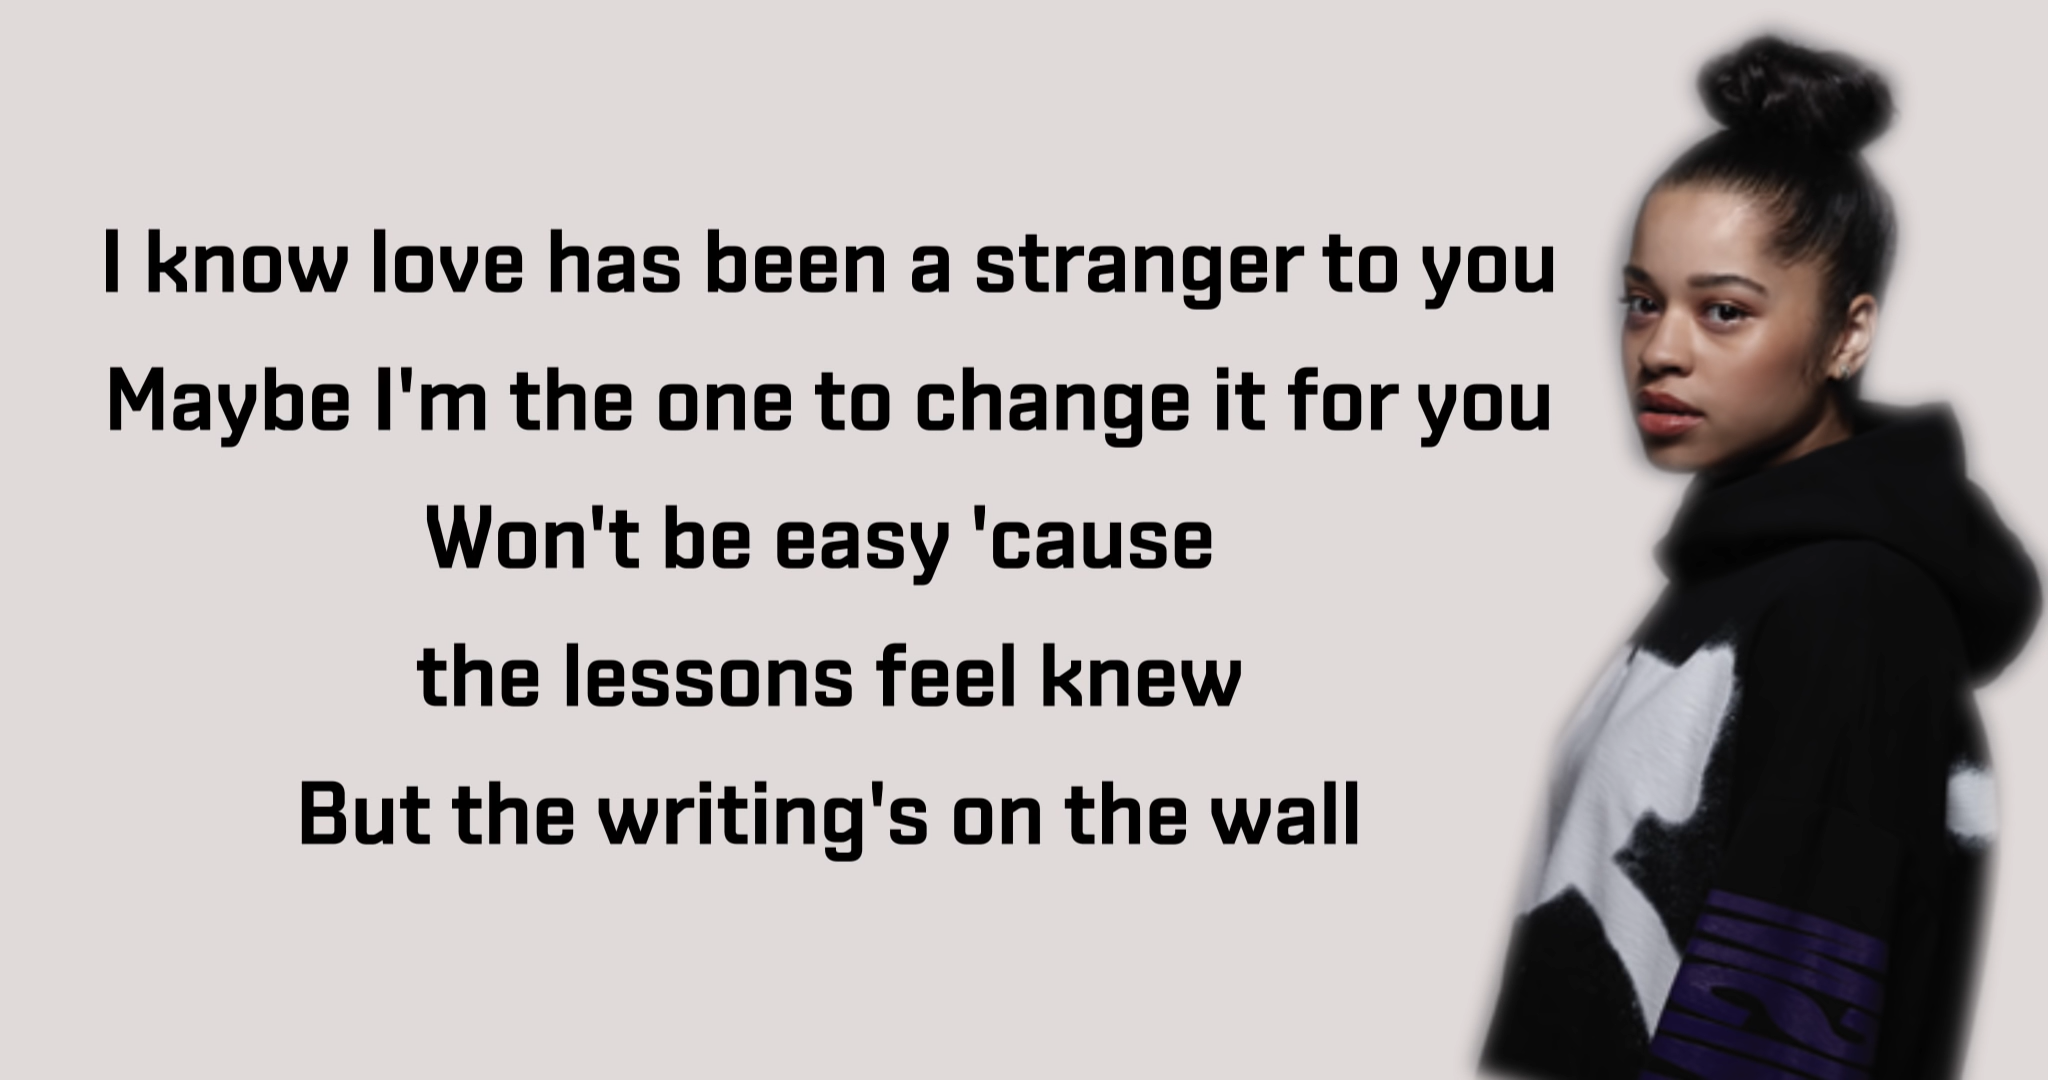 I know love has been a stranger to you
Maybe I'm the one to change it for you
Won't be easy 'cause
the lessons feel knew
But the writing's on the wall